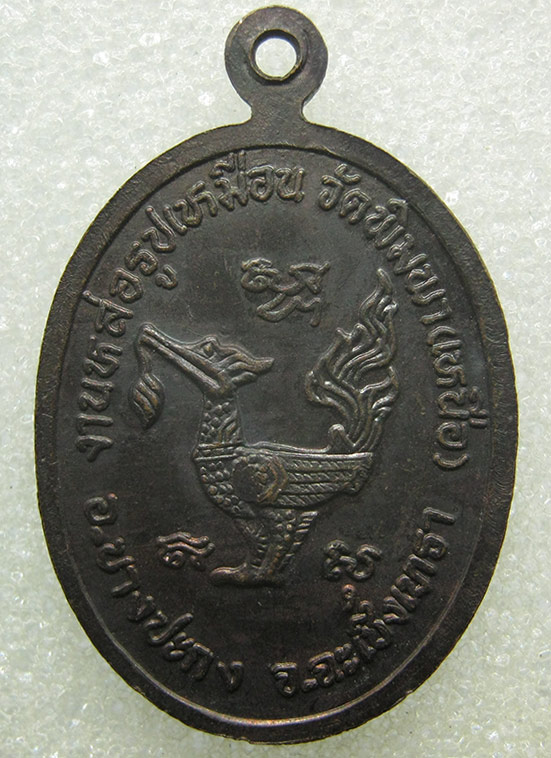 งานหล่อรูปเหมือน วัดพิมพา(เหนือ)
อ.บางปะกง จ.ฉะเชิงเทรา